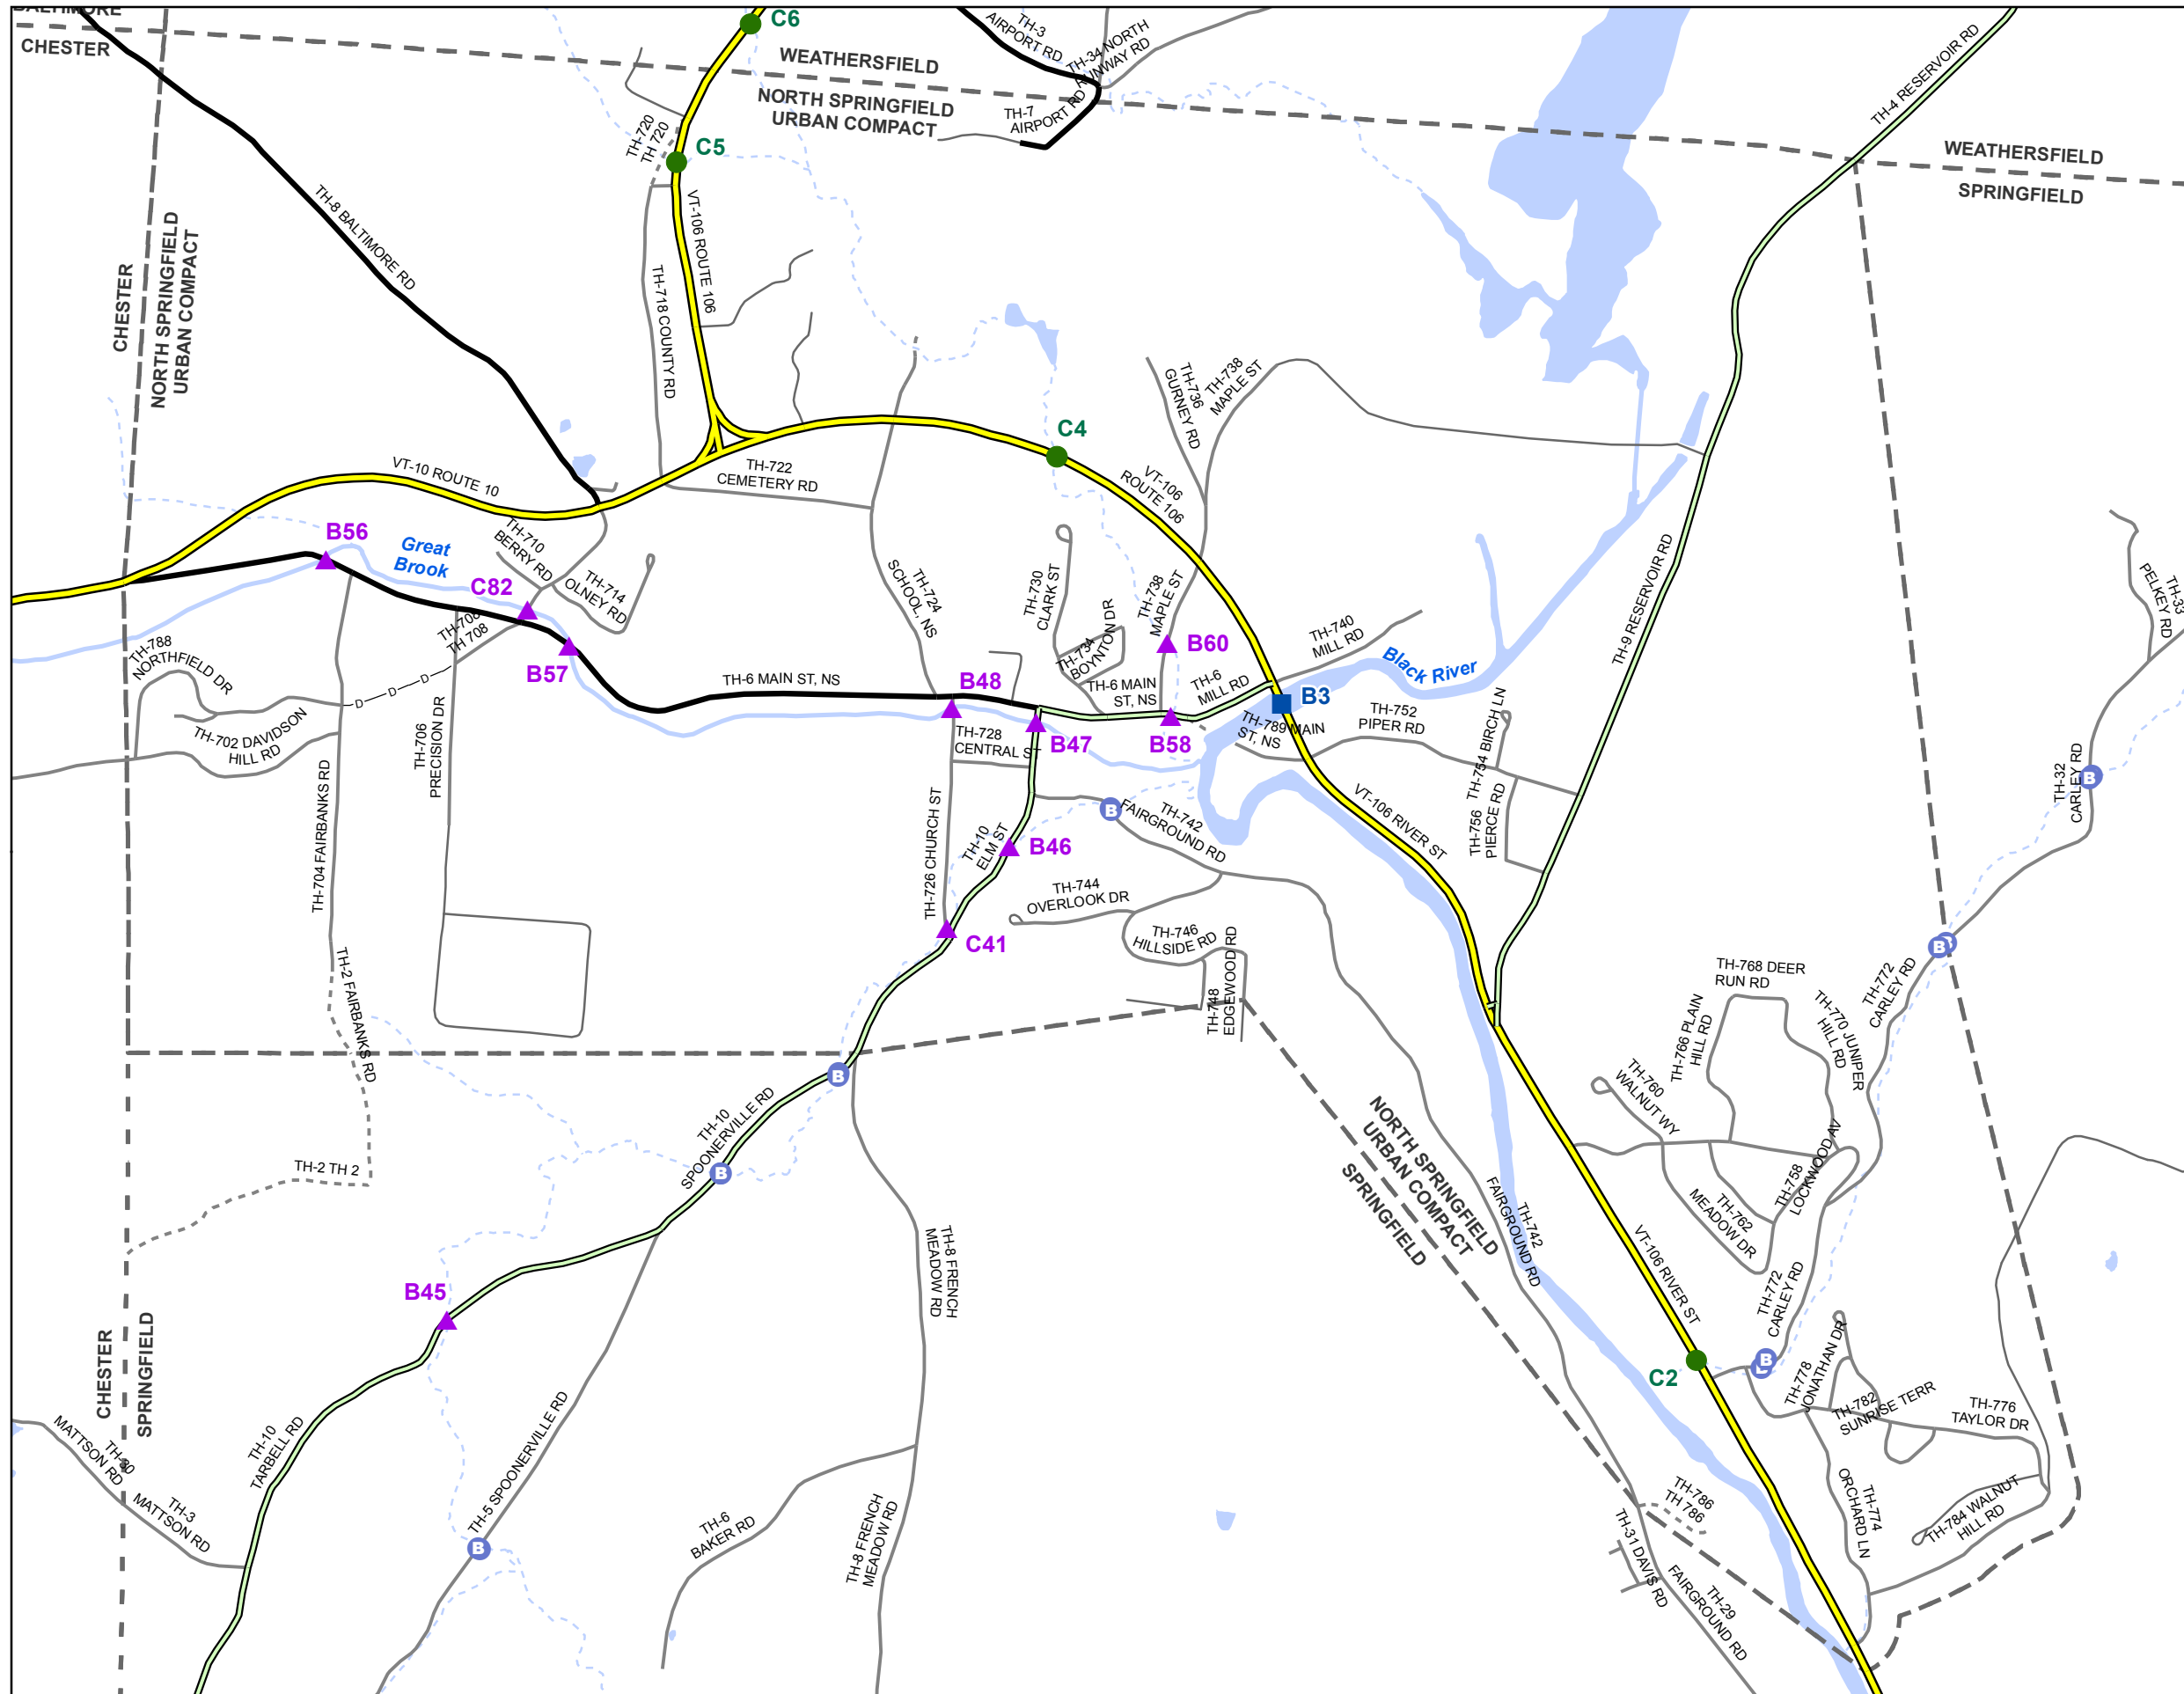 BALTIMORE
CHESTER
C6
WEATHERSFIELD
NORTH SPRINGFIELD
URBAN COMPACT
TH-3
AIRPORT RD
TH-34 NORTH
RUNWAY RD
TH-7
AIRPORT RD
TH-4 RESERVOIR RD
WEATHERSFIELD
SPRINGFIELD
TH-720
TH 720
C5
TH-8 BALTIMORE RD
CHESTER
NORTH SPRINGFIELD
URBAN COMPACT
VT-106 ROUTE 106
TH-718 COUNTY RD
TH-736
GURNEY RD
TH-738
MAPLE ST
C4
VT-10 ROUTE 10
TH-722
CEMETERY RD
VT-106
ROUTE 106
B56
Great
Brook
TH-710
BERRY RD
C82
TH-714
OLNEY RD
TH-708
TH 708
B57
TH-724
SCHOOL, NS
TH-730
CLARK ST
TH-734
BOYNTON DR
TH-738
MAPLE ST
B60
TH-740
MILL RD
Black River
TH-9 RESERVOIR RD
TH-33
PELKEY RD
TH-788
NORTHFIELD DR
D
D
D
TH-6 MAIN ST, NS
B48
TH-6 MAIN
ST, NS
TH-6
MILL RD
B3
TH-702 DAVIDSON
HILL RD
TH-706
PRECISION DR
TH-728
CENTRAL ST
B47
B58
TH-789 MAIN
ST, NS
TH-752
PIPER RD
TH-754 BIRCH LN
TH-756
PIERCE RD
TH-32
CARLEY RD
B
TH-704 FAIRBANKS RD
TH-726 CHURCH ST
TH-10
ELM ST
B46
B
TH-742
FAIRGROUND RD
VT-106 RIVER ST
TH-744
OVERLOOK DR
C41
TH-746
HILLSIDE RD
TH-748
EDGEWOOD RD
B
TH-772
CARLEY RD
TH-768 DEER
RUN RD
TH-766 PLAIN
HILL RD
TH-770 JUNIPER
HILL RD
TH-2 FAIRBANKS RD
B
TH-10
SPOONERVILLE RD
B
TH-760
WALNUT WY
NORTH SPRINGFIELD
URBAN COMPACT
SPRINGFIELD
TH-758
LOCKWOOD AV
TH-762
MEADOW DR
TH-2 TH 2
TH-742
FAIRGROUND RD
TH-8 FRENCH
MEADOW RD
VT-106 RIVER ST
TH-772
CARLEY RD
B45
CHESTER
SPRINGFIELD
C2
B
TH-778
JONATHAN DR
TH-782
SUNRISE TERR
TH-776
TAYLOR DR
TH-30
MATTSON RD
TH-3
MATTSON RD
TH-10
TARBELL RD
TH-5 SPOONERVILLE RD
B
TH-6
BAKER RD
TH-8 FRENCH
MEADOW RD
TH-786
TH 786
TH-31 DAVIS RD
TH-29
FAIRGROUND RD
TH-774
ORCHARD LN
TH-784 WALNUT
HILL RD